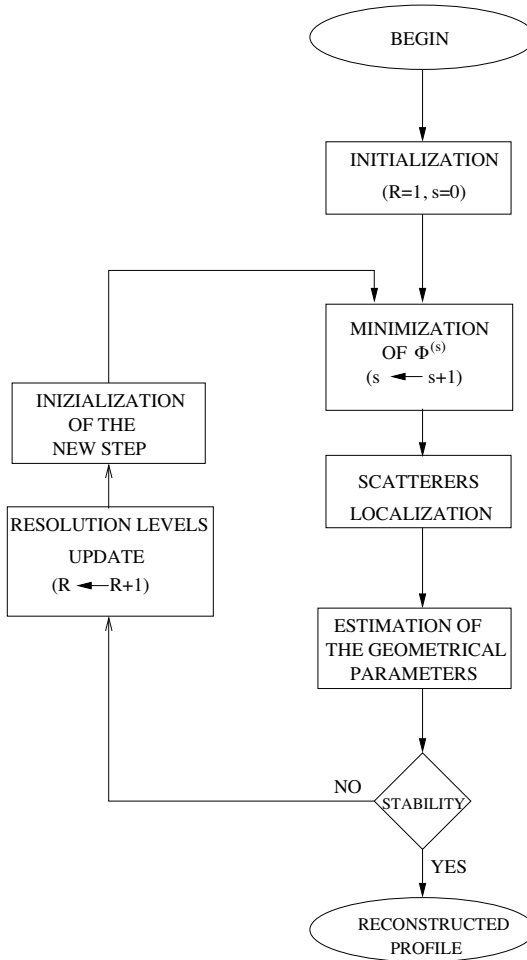 BEGIN
INITIALIZATION
(R=1, s=0)
MINIMIZATION
OF Φ(s)
(s ← s+1)
INIZIALIZATION
OF THE
NEW STEP
SCATTERERS
LOCALIZATION
RESOLUTION LEVELS
UPDATE
(R ← R+1)
ESTIMATION OF
THE GEOMETRICAL
PARAMETERS
NO
STABILITY
YES
RECONSTRUCTED
PROFILE